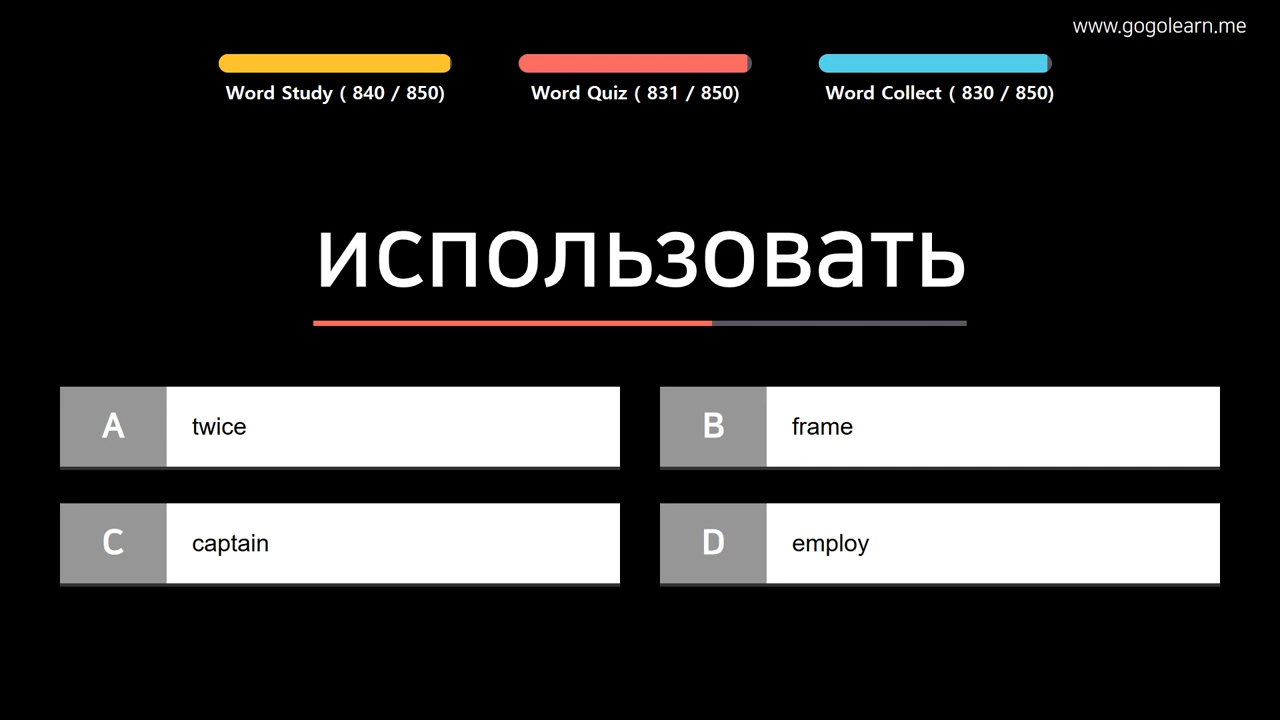 www.gogolearn.me
Word Study ( 840 / 850)
Word Quiz ( 831 / 850)
Word Collect ( 830 / 850)
использовать
A twice
B frame
C captain
D employ